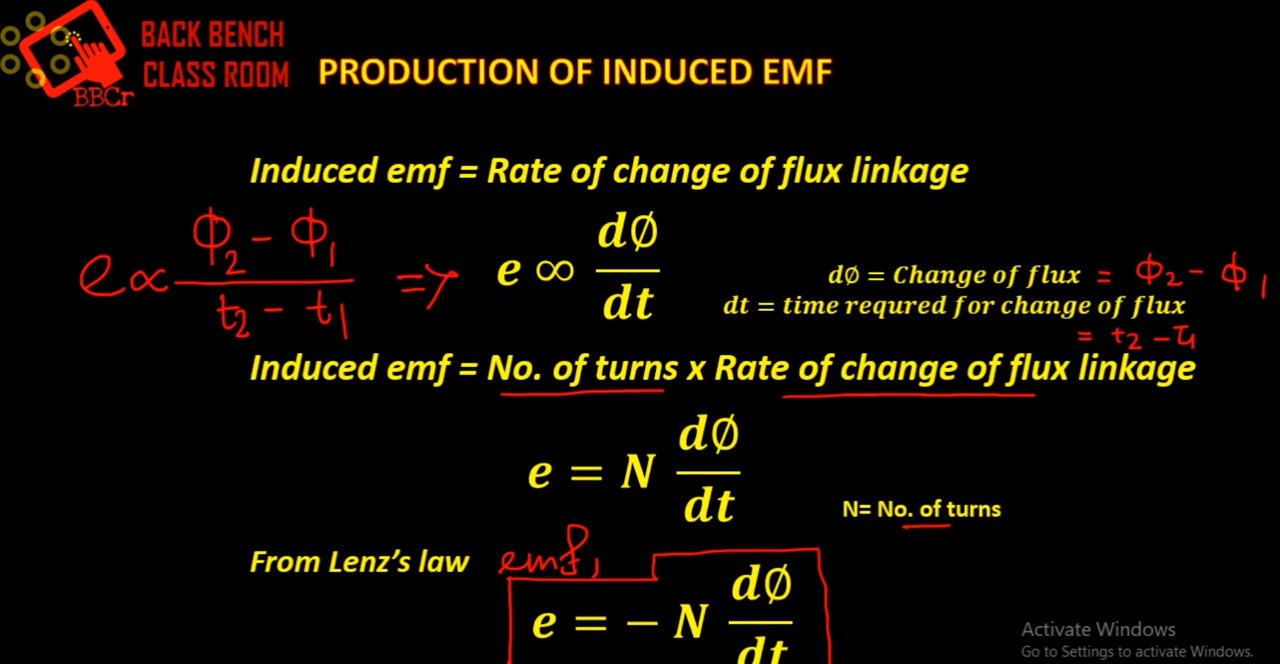 BACK BENCH
CLASS ROOM
BBCr
PRODUCTION OF INDUCED EMF
Induced emf = Rate of change of flux linkage
e ∝ (Φ2 − Φ1)/(t2 − t1) => e ∞ dØ/dt
dØ = Change of flux = Φ2 − Φ1
dt = time requred for change of flux
= t2 − t1
Induced emf = No. of turns x Rate of change of flux linkage
e = N dØ/dt
N= No. of turns
From Lenz's law emf,
e = − N dØ/dt
Activate Windows
Go to Settings to activate Windows.